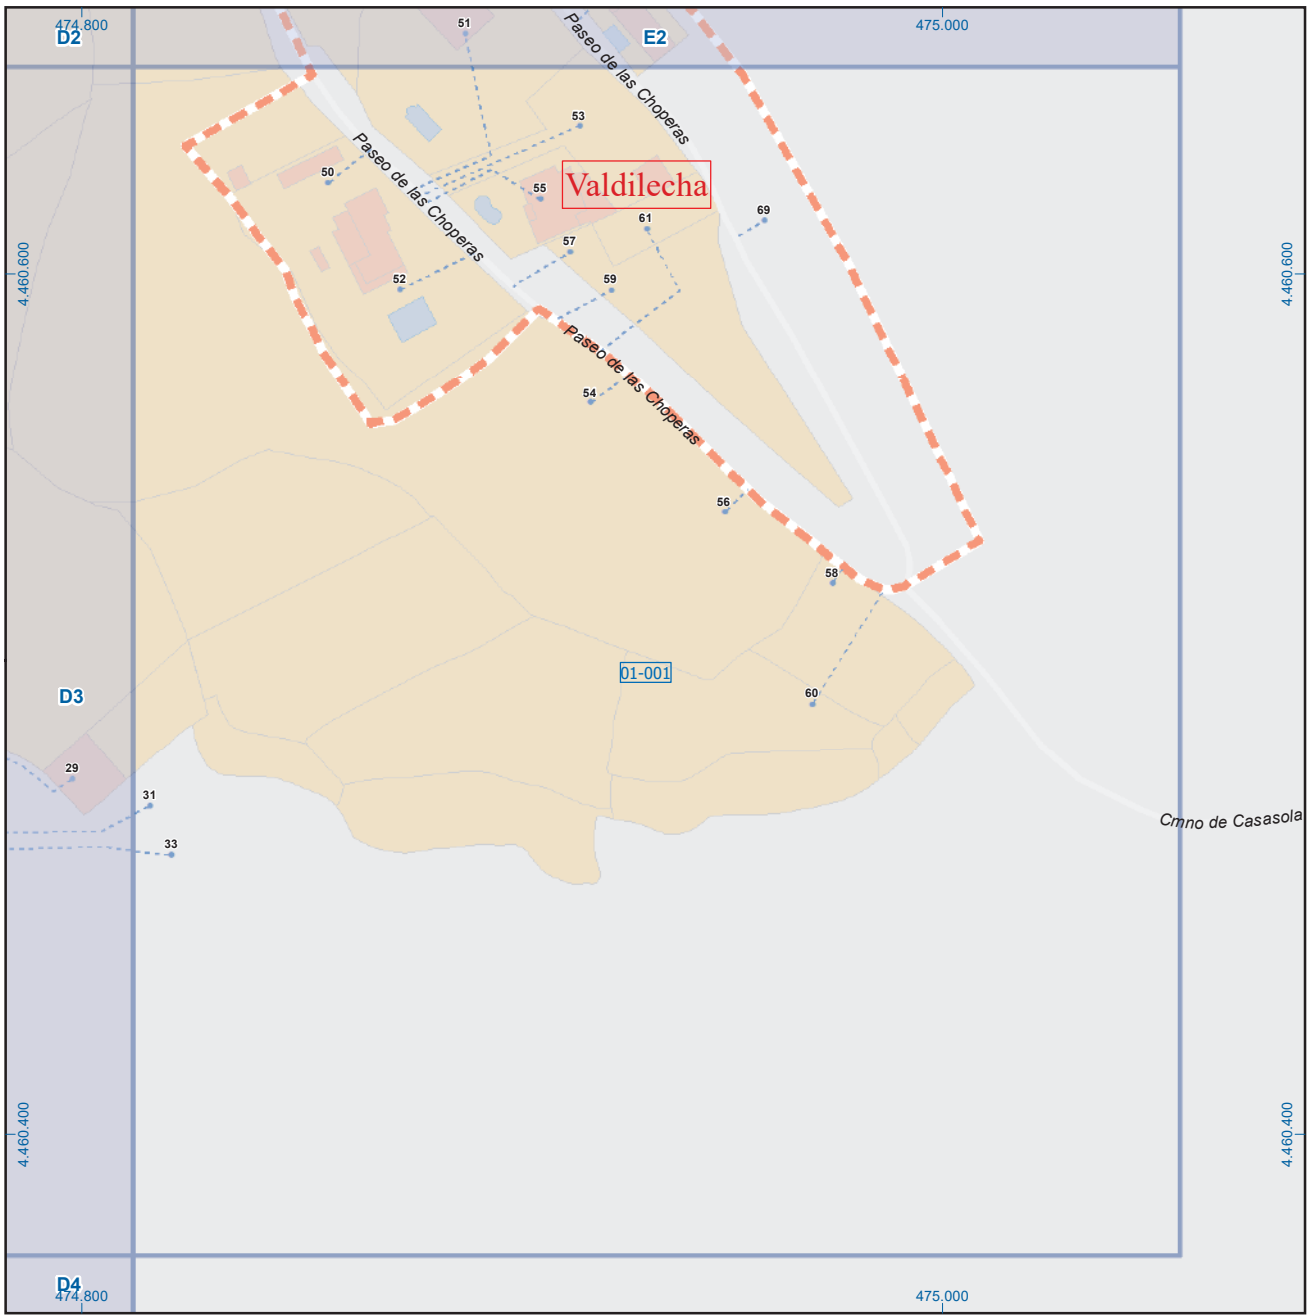 474.800
475.000
D2
E2
51
Paseo de las Choperas
53
Paseo de las Choperas
50
55
Valdilecha
61
69
57
4.460.600
4.460.600
52
59
Paseo de las Choperas
54
56
58
01-001
60
D3
29
31
Cmno de Casasola
33
4.460.400
4.460.400
D4
474.800
475.000